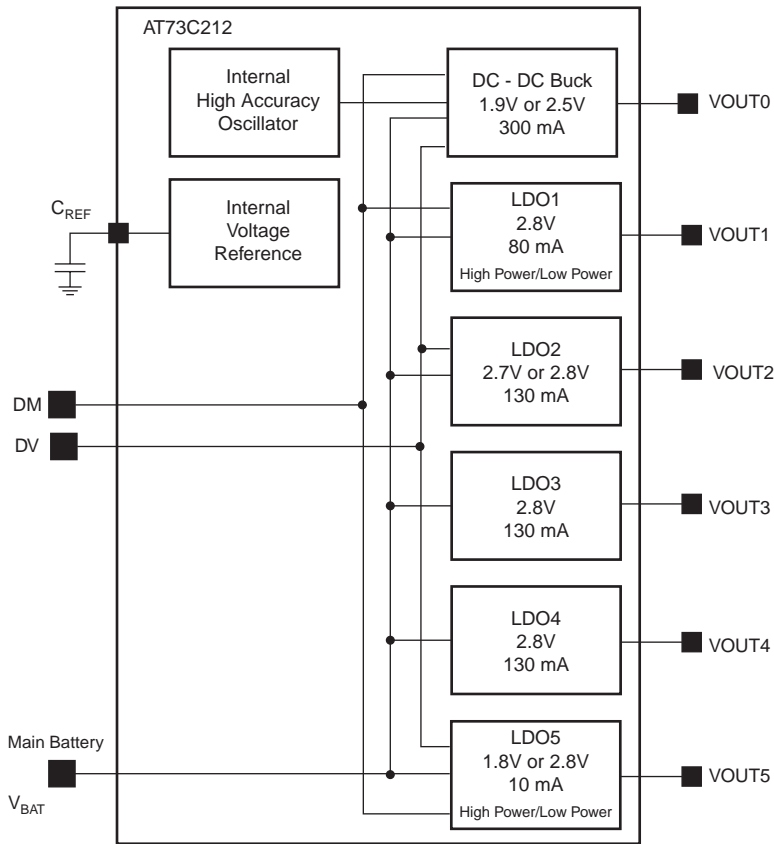 AT73C212
Internal
High Accuracy
Oscillator
DC - DC Buck
1.9V or 2.5V
300 mA
VOUT0
CREF
Internal
Voltage
Reference
LDO1
2.8V
80 mA
High Power/Low Power
VOUT1
LDO2
2.7V or 2.8V
130 mA
VOUT2
DM
DV
LDO3
2.8V
130 mA
VOUT3
LDO4
2.8V
130 mA
VOUT4
Main Battery
VBAT
LDO5
1.8V or 2.8V
10 mA
High Power/Low Power
VOUT5